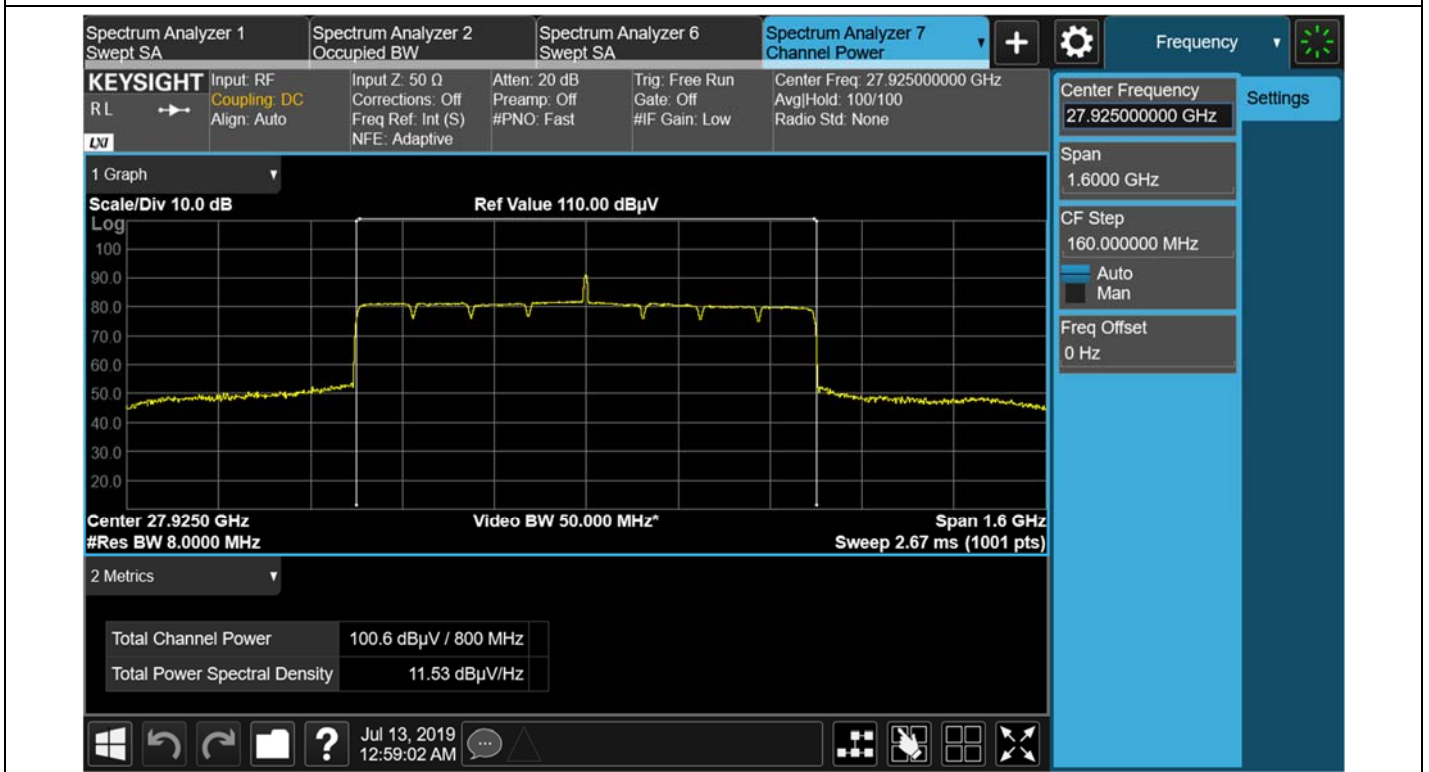 Spectrum Analyzer 1
Swept SA
Spectrum Analyzer 2
Occupied BW
Spectrum Analyzer 6
Swept SA
Spectrum Analyzer 7
Channel Power
Frequency
KEYSIGHT
RL
LXI
Input: RF
Coupling: DC
Align: Auto
Input Z: 50 Ω
Corrections: Off
Freq Ref: Int (S)
NFE: Adaptive
Atten: 20 dB
Preamp: Off
#PNO: Fast
Trig: Free Run
Gate: Off
#IF Gain: Low
Center Freq: 27.925000000 GHz
Avg|Hold: 100/100
Radio Std: None
Center Frequency
27.925000000 GHz
Settings
Span
1.6000 GHz
CF Step
160.000000 MHz
Auto
Man
Freq Offset
0 Hz
1 Graph
Scale/Div 10.0 dB
Ref Value 110.00 dBµV
Log
100
90.0
80.0
70.0
60.0
50.0
40.0
30.0
20.0
Center 27.9250 GHz
Video BW 50.000 MHz*
Span 1.6 GHz
#Res BW 8.0000 MHz
Sweep 2.67 ms (1001 pts)
2 Metrics
Total Channel Power 100.6 dBµV / 800 MHz
Total Power Spectral Density 11.53 dBµV/Hz
?
Jul 13, 2019
12:59:02 AM